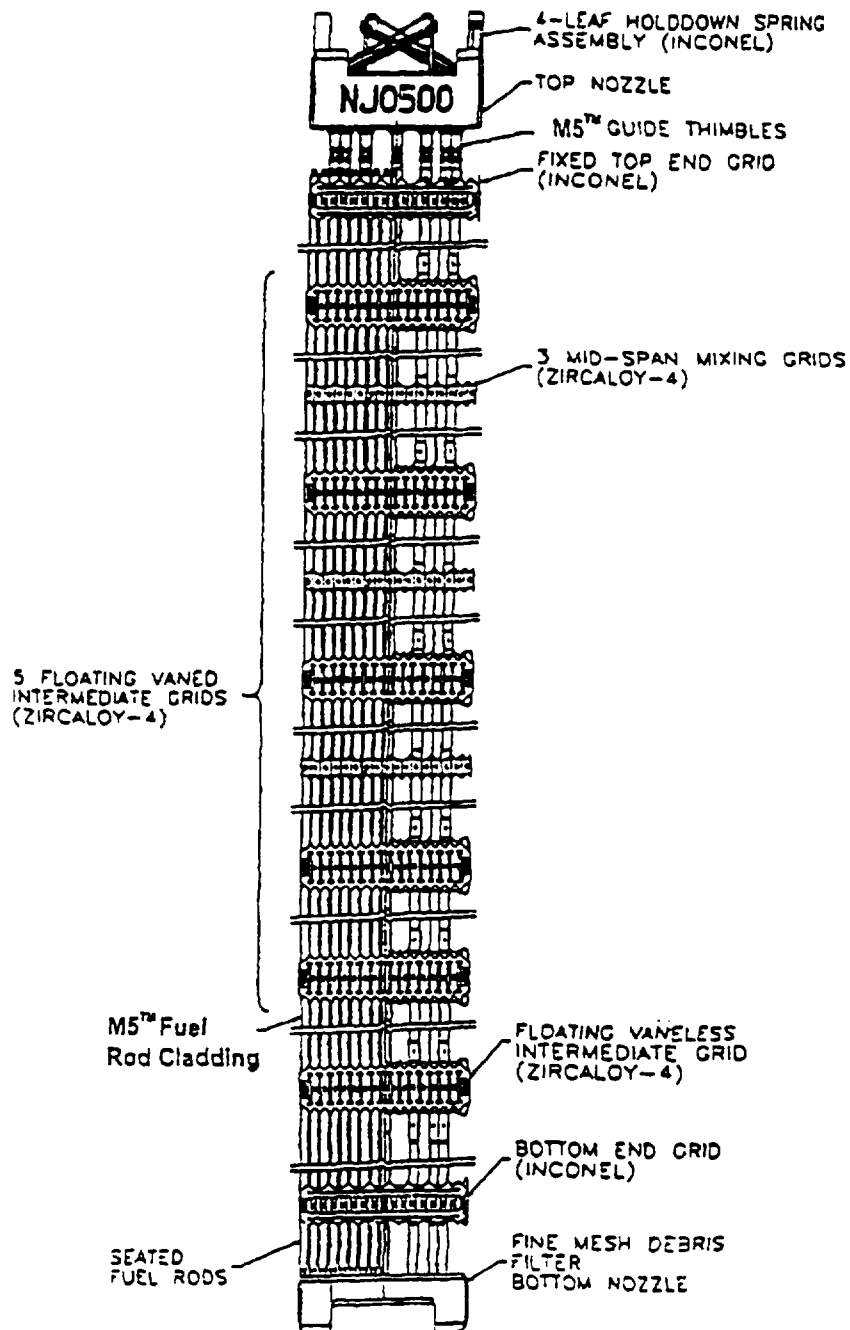 4-LEAF HOLDDOWN SPRING
ASSEMBLY (INCONEL)
NJ0500
TOP NOZZLE
M5™ GUIDE THIMBLES
FIXED TOP END GRID
(INCONEL)
3 MID-SPAN MIXING GRIDS
(ZIRCALOY-4)
5 FLOATING VANED
INTERMEDIATE GRIDS
(ZIRCALOY-4)
M5™ Fuel
Rod Cladding
FLOATING VANELESS
INTERMEDIATE GRID
(ZIRCALOY-4)
BOTTOM END GRID
(INCONEL)
SEATED
FUEL RODS
FINE MESH DEBRIS
FILTER
BOTTOM NOZZLE